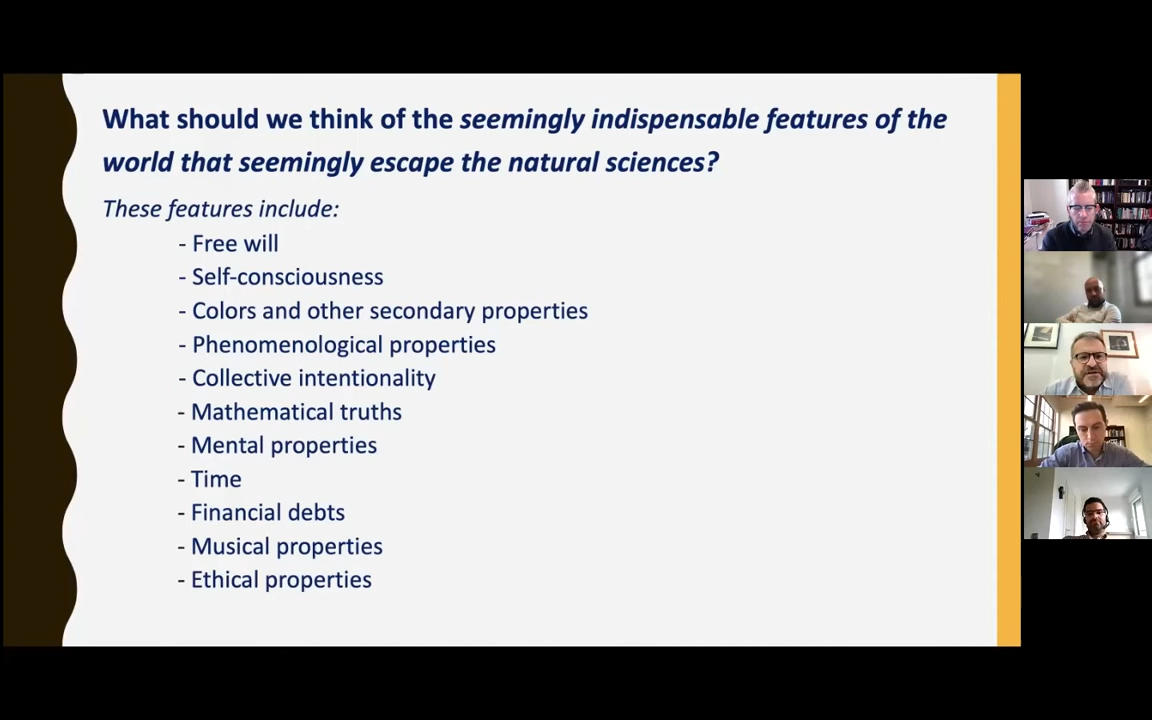 What should we think of the seemingly indispensable features of the
world that seemingly escape the natural sciences?
These features include:
- Free will
- Self-consciousness
- Colors and other secondary properties
- Phenomenological properties
- Collective intentionality
- Mathematical truths
- Mental properties
- Time
- Financial debts
- Musical properties
- Ethical properties